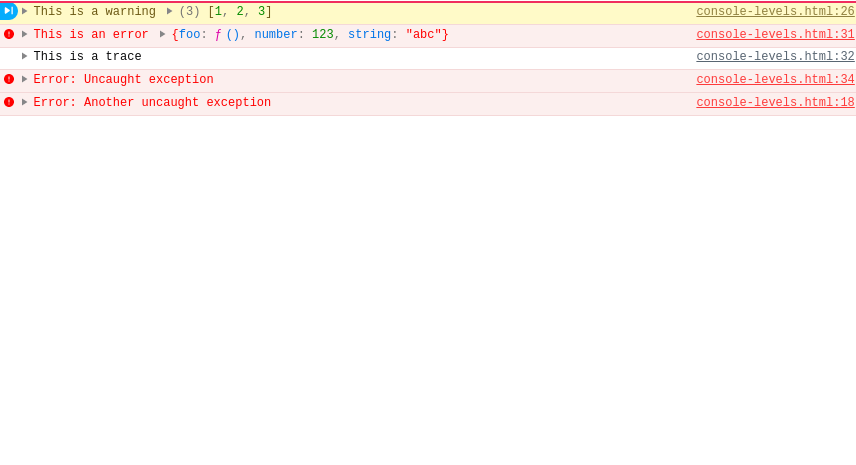 This is a warning (3) [1, 2, 3] console-levels.html:26
This is an error {foo: ƒ (), number: 123, string: "abc"} console-levels.html:31
This is a trace console-levels.html:32
Error: Uncaught exception console-levels.html:34
Error: Another uncaught exception console-levels.html:18